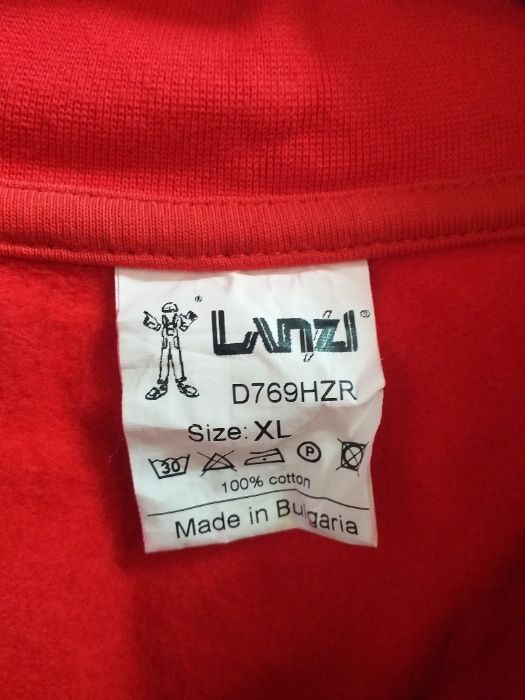 Lanzi®
D769HZR
Size: XL
30 P
100% cotton
Made in Bulgaria